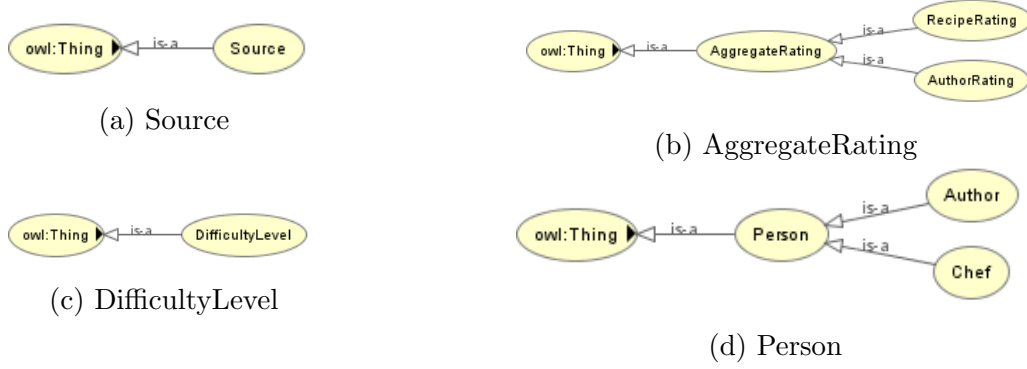 owl:Thing
is-a
Source
(a) Source
owl:Thing
is-a
AggregateRating
is-a
RecipeRating
is-a
AuthorRating
(b) AggregateRating
owl:Thing
is-a
DifficultyLevel
(c) DifficultyLevel
owl:Thing
is-a
Person
is-a
Author
is-a
Chef
(d) Person